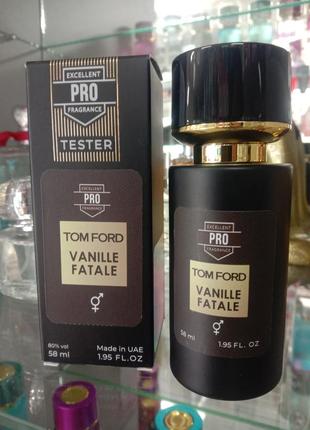 EXCELLENT
PRO
FRAGRANCE
TESTER
EXCELLENT
PRO
FRAGRANCE
TOM FORD
VANILLE
FATALE
80% vol
58 ml
Made in UAE
1.95 FL.OZ
EXCELLENT
PRO
FRAGRANCE
TOM FORD
VANILLE
FATALE
58 ml
1.95 FL.OZ